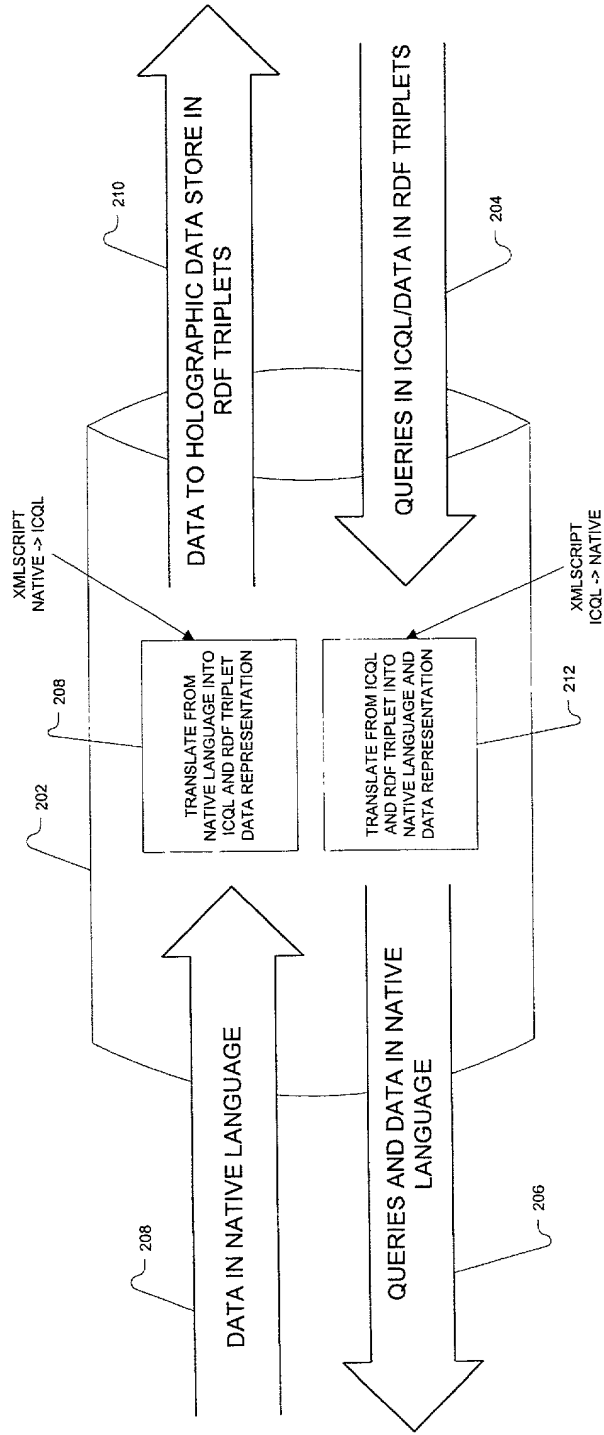 210
DATA TO HOLOGRAPHIC DATA STORE IN
RDF TRIPLETS
QUERIES IN ICQL/DATA IN RDF TRIPLETS
204
XMLSCRIPT
NATIVE -> ICQL
XMLSCRIPT
ICQL -> NATIVE
202
208
TRANSLATE FROM
NATIVE LANGUAGE INTO
ICQL AND RDF TRIPLET
DATA REPRESENTATION
TRANSLATE FROM ICQL
AND RDF TRIPLET INTO
NATIVE LANGUAGE AND
DATA REPRESENTATION
212
208
DATA IN NATIVE LANGUAGE
QUERIES AND DATA IN NATIVE
LANGUAGE
206